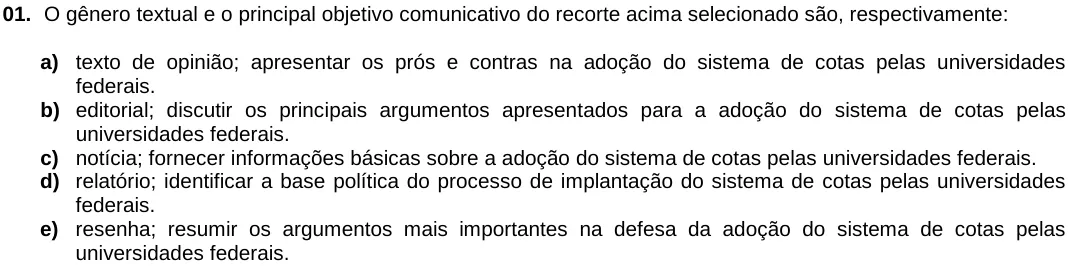 01. O gênero textual e o principal objetivo comunicativo do recorte acima selecionado são, respectivamente:
a) texto de opinião; apresentar os prós e contras na adoção do sistema de cotas pelas universidades
federais.
b) editorial; discutir os principais argumentos apresentados para a adoção do sistema de cotas pelas
universidades federais.
c) notícia; fornecer informações básicas sobre a adoção do sistema de cotas pelas universidades federais.
d) relatório; identificar a base política do processo de implantação do sistema de cotas pelas universidades
federais.
e) resenha; resumir os argumentos mais importantes na defesa da adoção do sistema de cotas pelas
universidades federais.